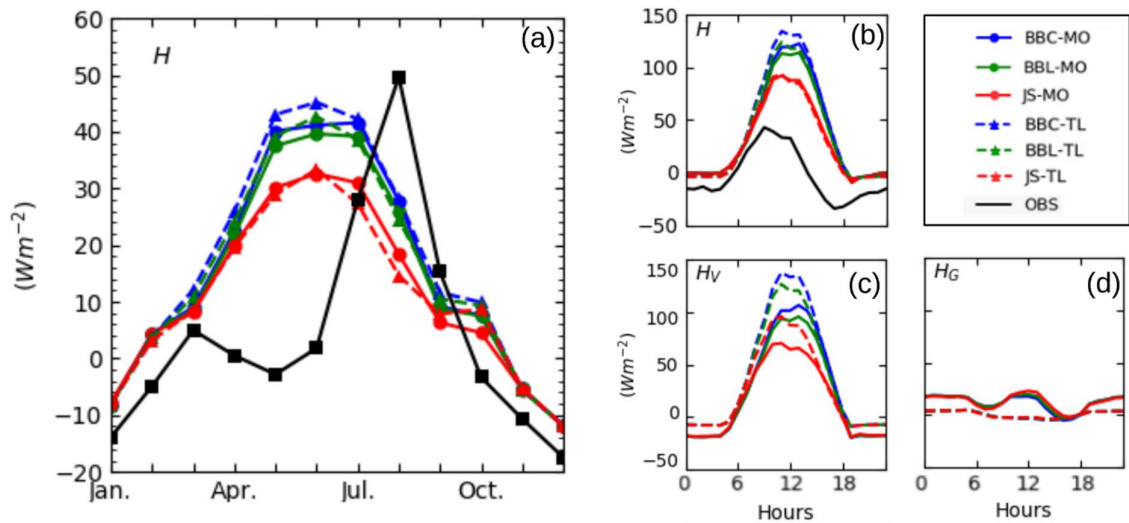 H
(a)
60
50
40
30
20
10
0
−10
−20
(Wm⁻²)
Jan.
Apr.
Jul.
Oct.
H
(b)
150
100
50
0
−50
(Wm⁻²)
BBC-MO
BBL-MO
JS-MO
BBC-TL
BBL-TL
JS-TL
OBS
H_V
(c)
150
100
50
0
50
(Wm⁻²)
0
6
12
18
Hours
H_G
(d)
0
6
12
18
Hours